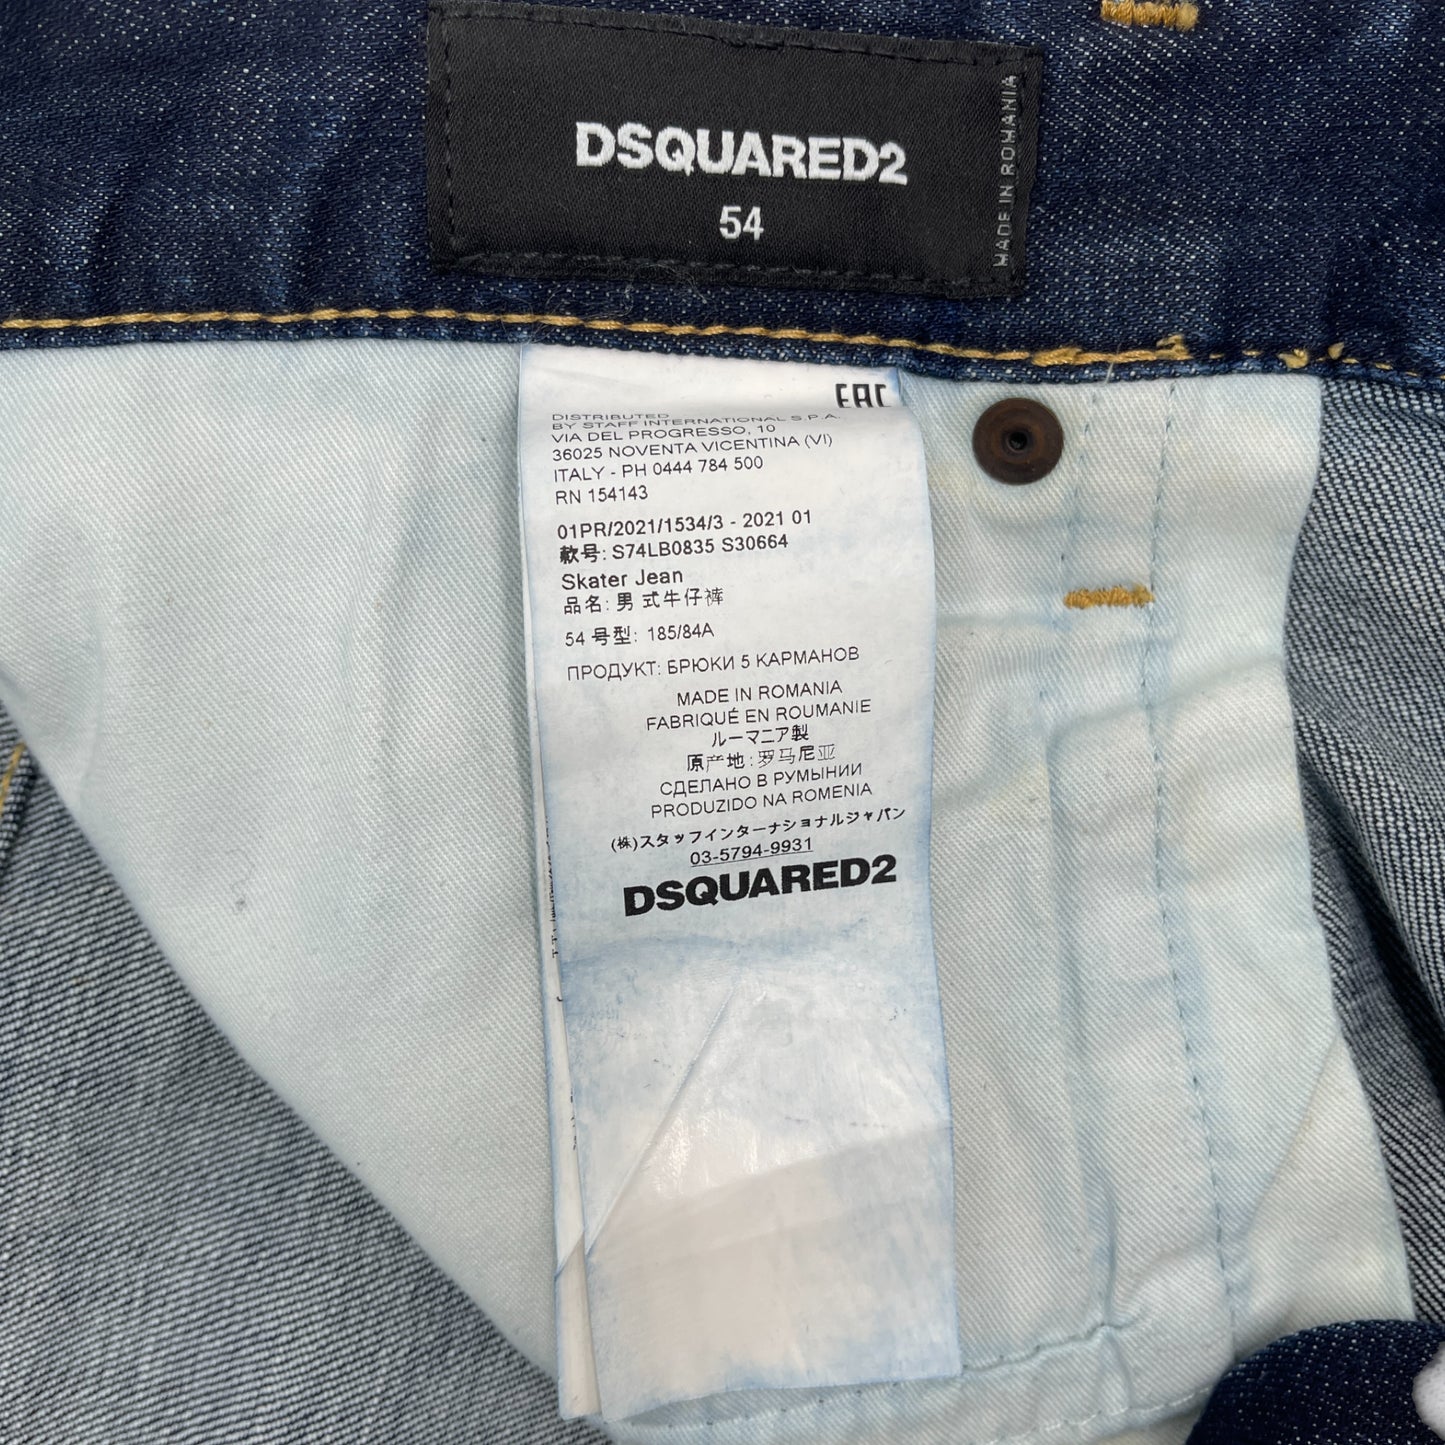 DSQUARED2
54
MADE IN ROMANIA
EAC
DISTRIBUTED
BY STAFF INTERNATIONAL S.P.A.
VIA DEL PROGRESSO, 10
36025 NOVENTA VICENTINA (VI)
ITALY - PH 0444 784 500
RN 154143
01PR/2021/1534/3 - 2021 01
款号: S74LB0835 S30664
Skater Jean
品名: 男 式牛仔裤
54 号型: 185/84A
ПРОДУКТ: БРЮКИ 5 КАРМАНОВ
MADE IN ROMANIA
FABRIQUÉ EN ROUMANIE
ルーマニア製
原产地: 罗马尼亚
СДЕЛАНО В РУМЫНИИ
PRODUZIDO NA ROMENIA
(株)スタッフインターナショナルジャパン
03-5794-9931
DSQUARED2